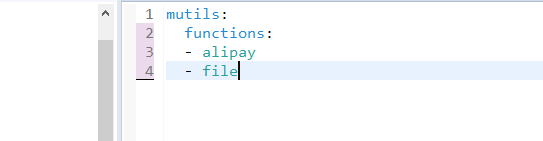 1 mutils:
2   functions:
3   - alipay
4   - file